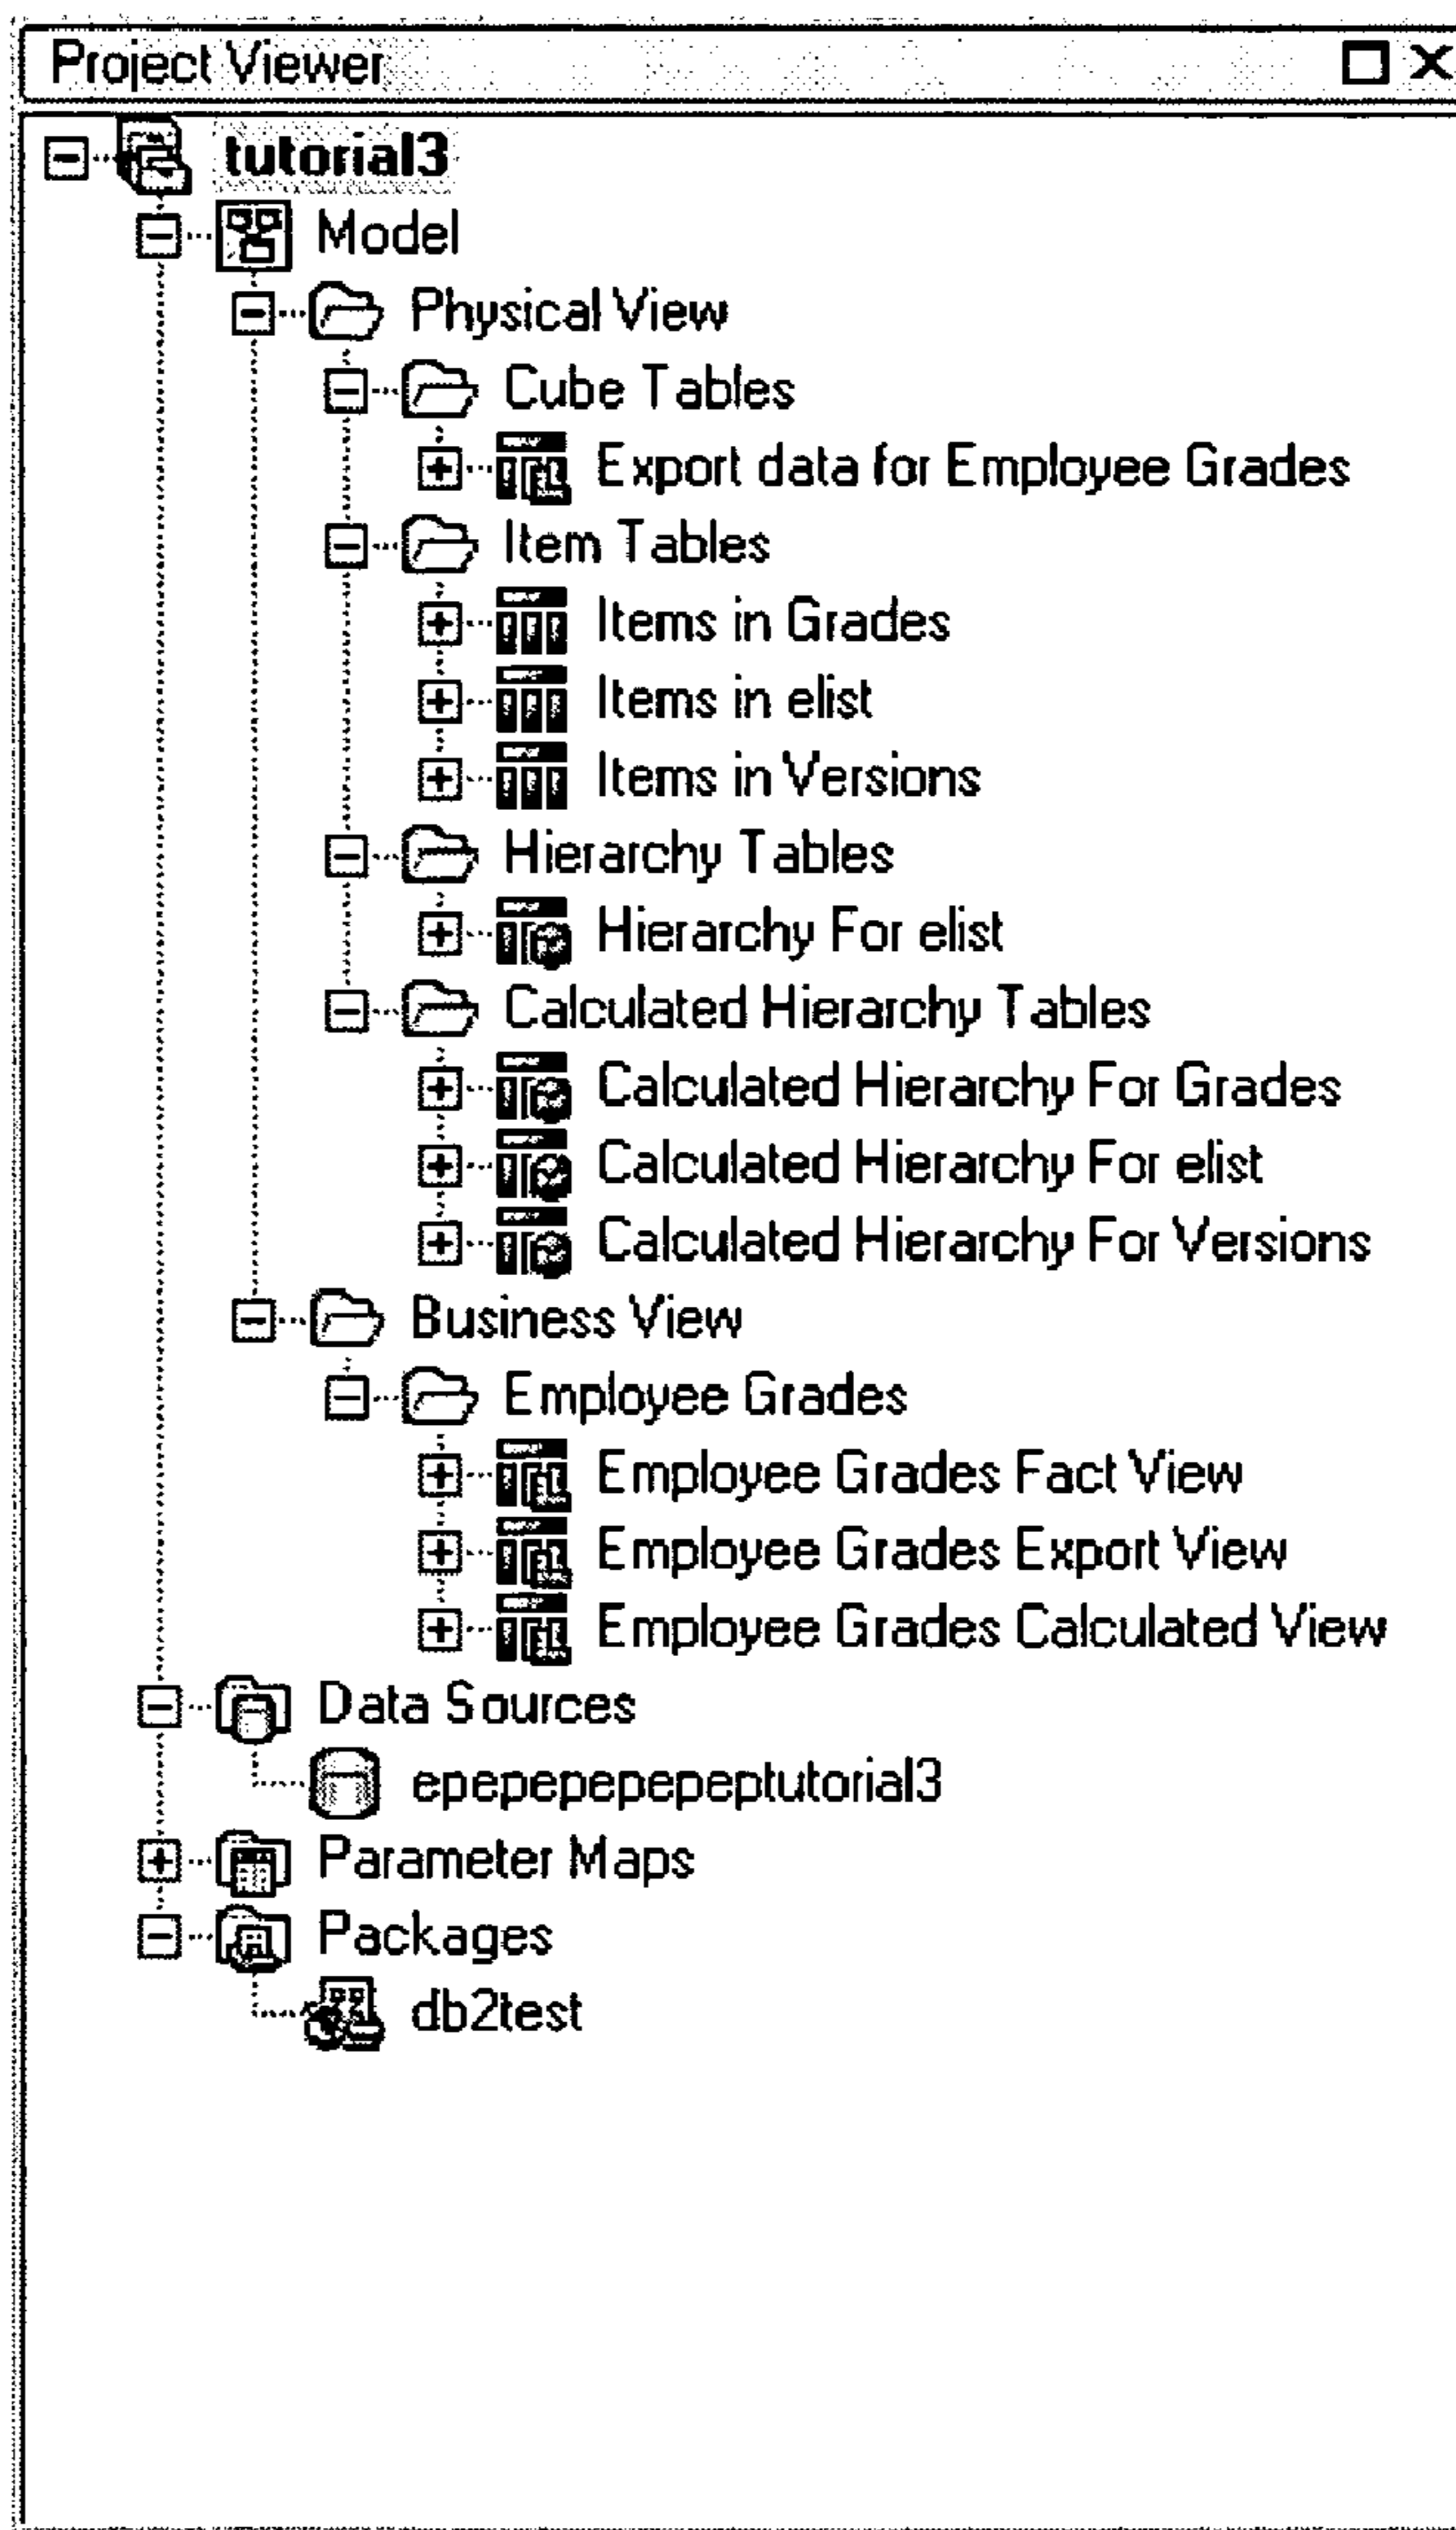 Project Viewer
tutorial3
Model
Physical View
Cube Tables
Export data for Employee Grades
Item Tables
Items in Grades
Items in elist
Items in Versions
Hierarchy Tables
Hierarchy For elist
Calculated Hierarchy Tables
Calculated Hierarchy For Grades
Calculated Hierarchy For elist
Calculated Hierarchy For Versions
Business View
Employee Grades
Employee Grades Fact View
Employee Grades Export View
Employee Grades Calculated View
Data Sources
epepepepepeptutorial3
Parameter Maps
Packages
db2test